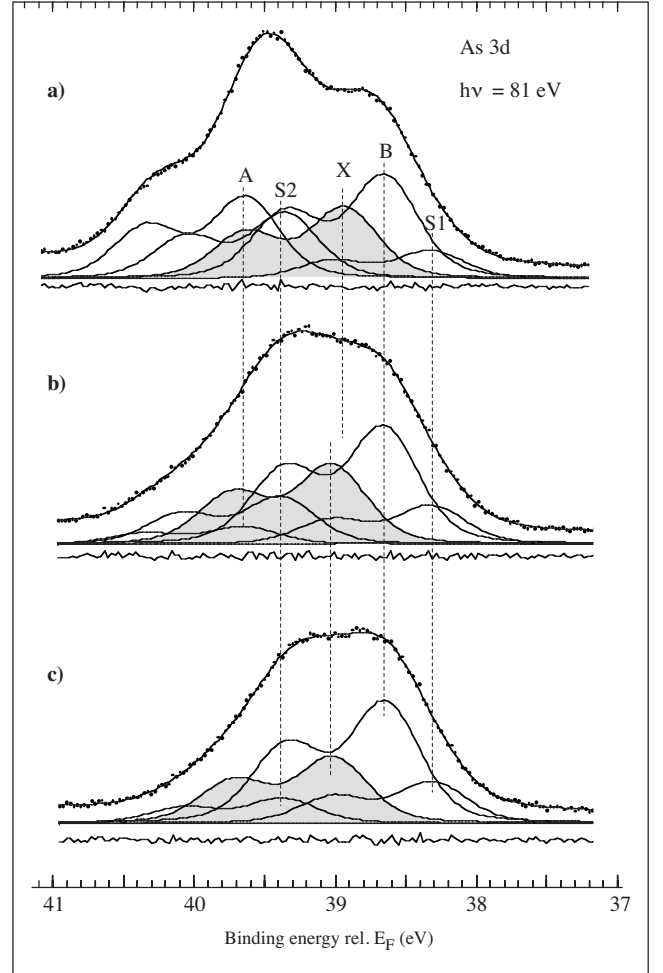 As 3d
a)
hν = 81 eV
A
S2
X
B
S1
b)
c)
41
40
39
38
37
Binding energy rel. E_F (eV)